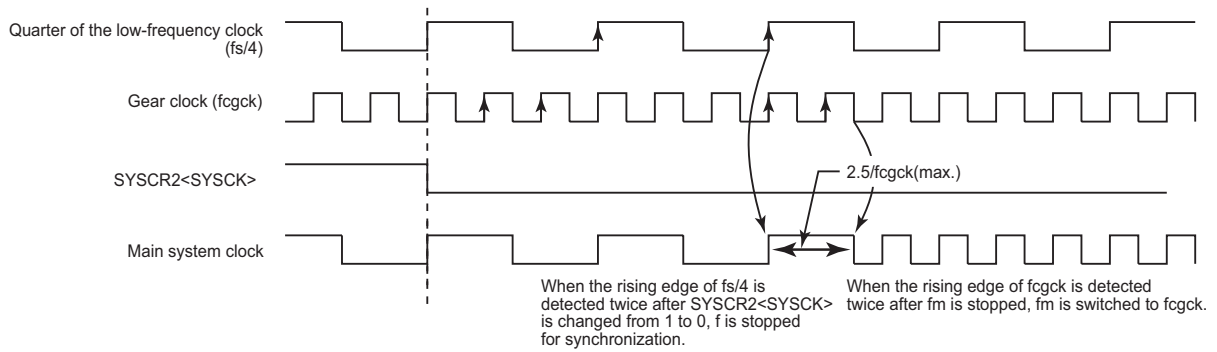 Quarter of the low-frequency clock
(fs/4)
Gear clock (fcgck)
SYSCR2<SYSCK>
2.5/fcgck(max.)
Main system clock
When the rising edge of fs/4 is
detected twice after SYSCR2<SYSCK>
is changed from 1 to 0, f is stopped
for synchronization.
When the rising edge of fcgck is detected
twice after fm is stopped, fm is switched to fcgck.